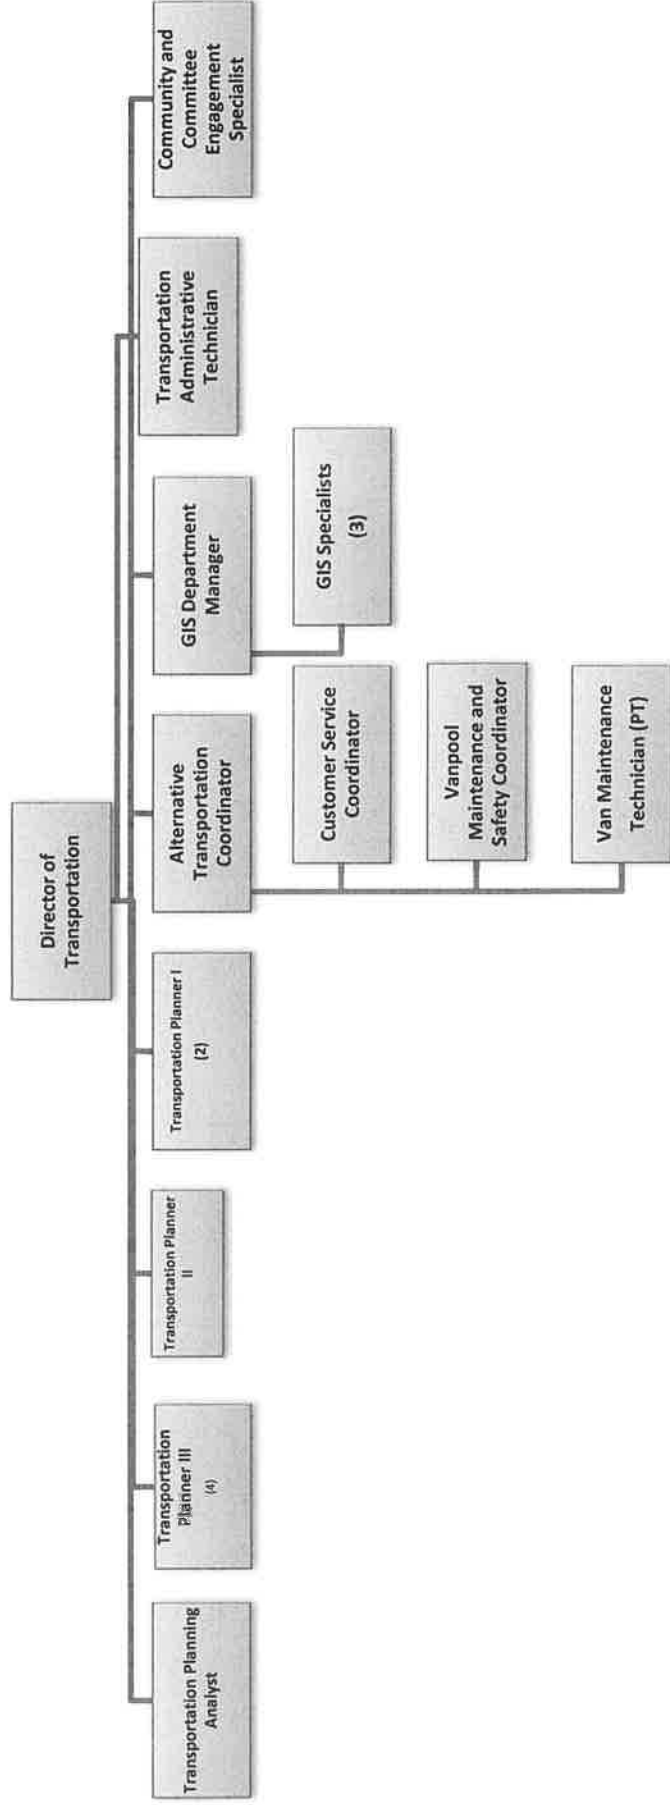 Director of
Transportation
Transportation Planning
Analyst
Transportation
Planner III
(4)
Transportation Planner
II
Transportation Planner I
(2)
Alternative
Transportation
Coordinator
GIS Department
Manager
Transportation
Administrative
Technician
Community and
Committee
Engagement
Specialist
Customer Service
Coordinator
GIS Specialists
(3)
Vanpool
Maintenance and
Safety Coordinator
Van Maintenance
Technician (PT)